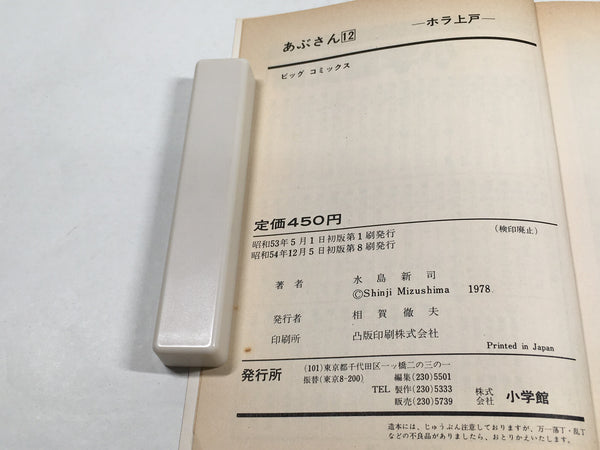 あぶさん12 ―ホラ上戸―
ビッグ コミックス
定価450円
昭和53年5月1日初版第1刷発行 (検印廃止)
昭和54年12月5日初版第8刷発行
著者 水島新司
©Shinji Mizushima 1978
発行者 相賀徹夫
印刷所 凸版印刷株式会社
Printed in Japan
発行所 (101)東京都千代田区一ッ橋二の三の一
振替(東京8-200) 編集(230)5501
TEL 製作(230)5333
販売(230)5739
株式会社 小学館
造本には、じゅうぶん注意しておりますが、万一落丁・乱丁
などの不良品がありましたら、おとりかえいたします。